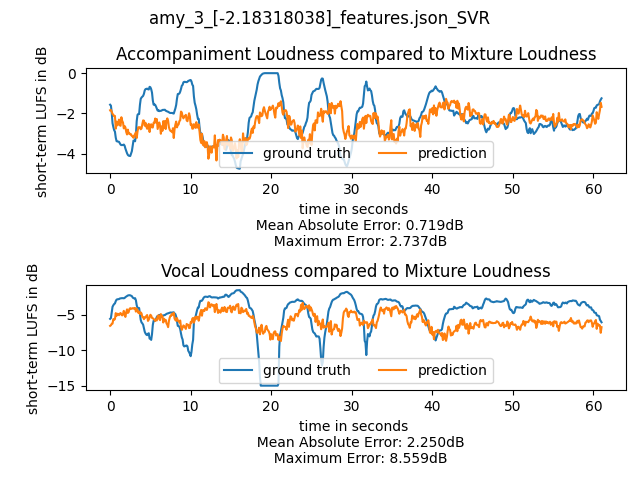 amy_3_[-2.18318038]_features.json_SVR
Accompaniment Loudness compared to Mixture Loudness
short-term LUFS in dB
0
−2
−4
ground truth prediction
0 10 20 30 40 50 60
time in seconds
Mean Absolute Error: 0.719dB
Maximum Error: 2.737dB
Vocal Loudness compared to Mixture Loudness
short-term LUFS in dB
−5
−10
−15
ground truth prediction
0 10 20 30 40 50 60
time in seconds
Mean Absolute Error: 2.250dB
Maximum Error: 8.559dB